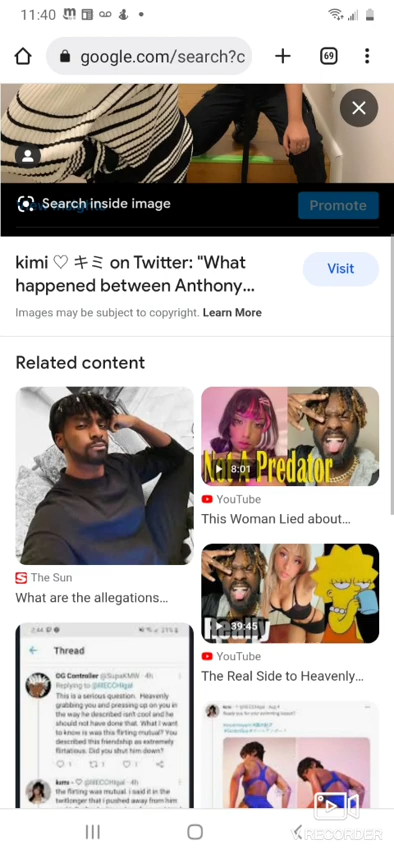 11:40
google.com/search?c
69
Search inside image
Promote
kimi ♡ キミ on Twitter: "What
happened between Anthony...
Visit
Images may be subject to copyright. Learn More
Related content
Not A Predator
8:01
YouTube
This Woman Lied about...
The Sun
What are the allegations...
39:45
YouTube
The Real Side to Heavenly...
2:44
Thread
OG Controller @SupaKMW · 4h
Replying to @RECCHIgal
This is a serious question. Heavenly
grabbing you and pressing up on you in
the way he described isn't cool and he
should not have done that. What I want
to know is was this flirting mutual? You
described this friendship as extremely
flirtatious. Did you shut him down?
the flirting was mutual. i said it in the
twitlonger that i pushed away from him
RECORDER